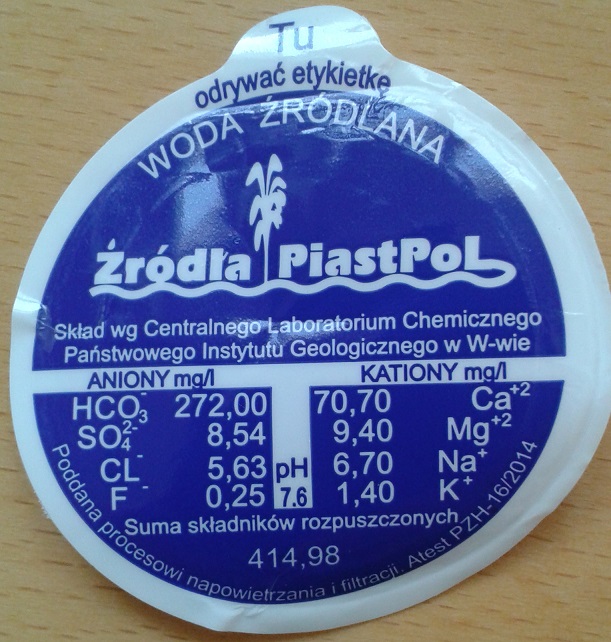 Tu
odrywać etykietkę
WODA ŹRÓDLANA
Źródła PiastPol
Skład wg Centralnego Laboratorium Chemicznego
Państwowego Instytutu Geologicznego w W-wie
ANIONY mg/l KATIONY mg/l
HCO₃⁻ 272,00 70,70 Ca⁺²
SO₄²⁻ 8,54 9,40 Mg⁺²
CL⁻ 5,63 pH 6,70 Na⁺
F⁻ 0,25 7.6 1,40 K⁺
Suma składników rozpuszczonych
414,98
Poddana procesowi napowietrzania i filtracji. Atest PZH-16/2014